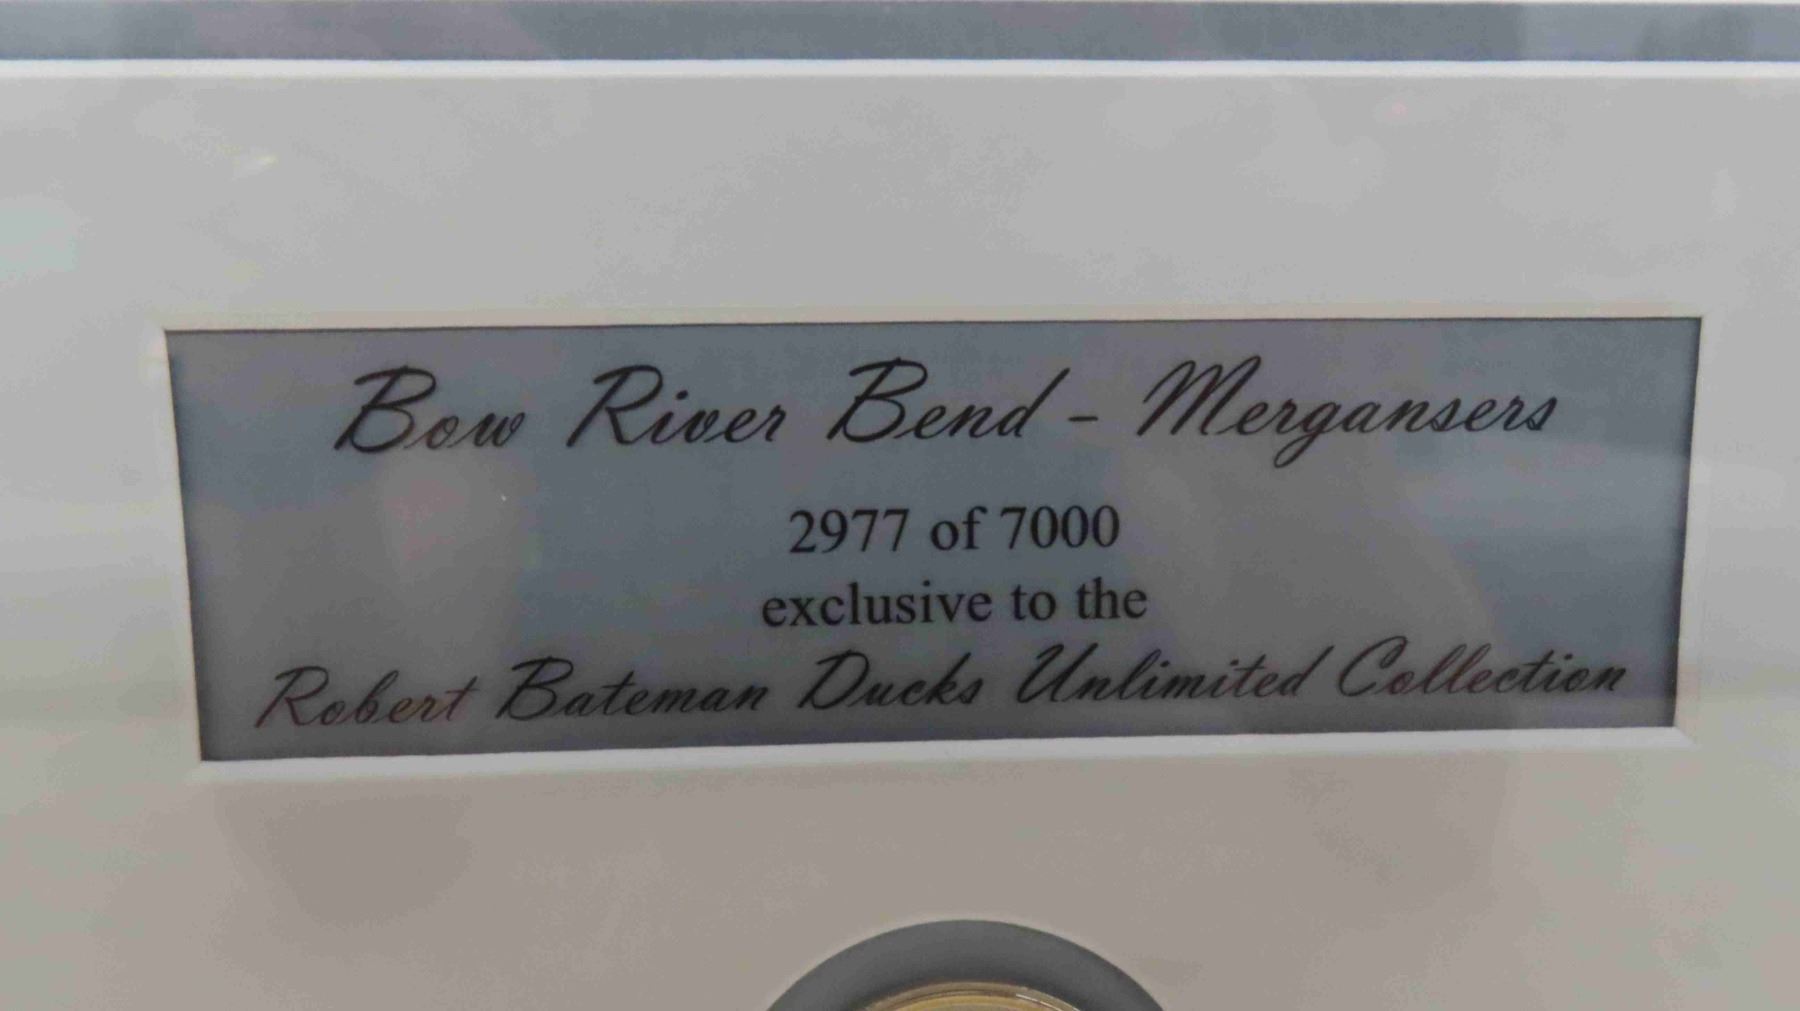 Bow River Bend - Mergansers
2977 of 7000
exclusive to the
Robert Bateman Ducks Unlimited Collection